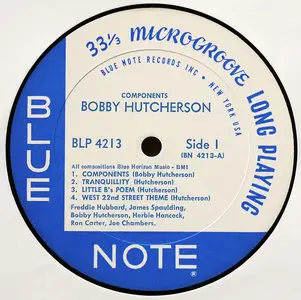 33⅓ MICROGROOVE LONG PLAYING
BLUE NOTE RECORDS INC • NEW YORK USA
COMPONENTS
BOBBY HUTCHERSON
BLP 4213
Side 1
(BN 4213-A)
All compositions Blue Horizon Music - BMI
1. COMPONENTS (Bobby Hutcherson)
2. TRANQUILLITY (Hutcherson)
3. LITTLE B'S POEM (Hutcherson)
4. WEST 22nd STREET THEME (Hutcherson)
Freddie Hubbard, James Spaulding,
Bobby Hutcherson, Herbie Hancock,
Ron Carter, Joe Chambers.
BLUE
NOTE
®